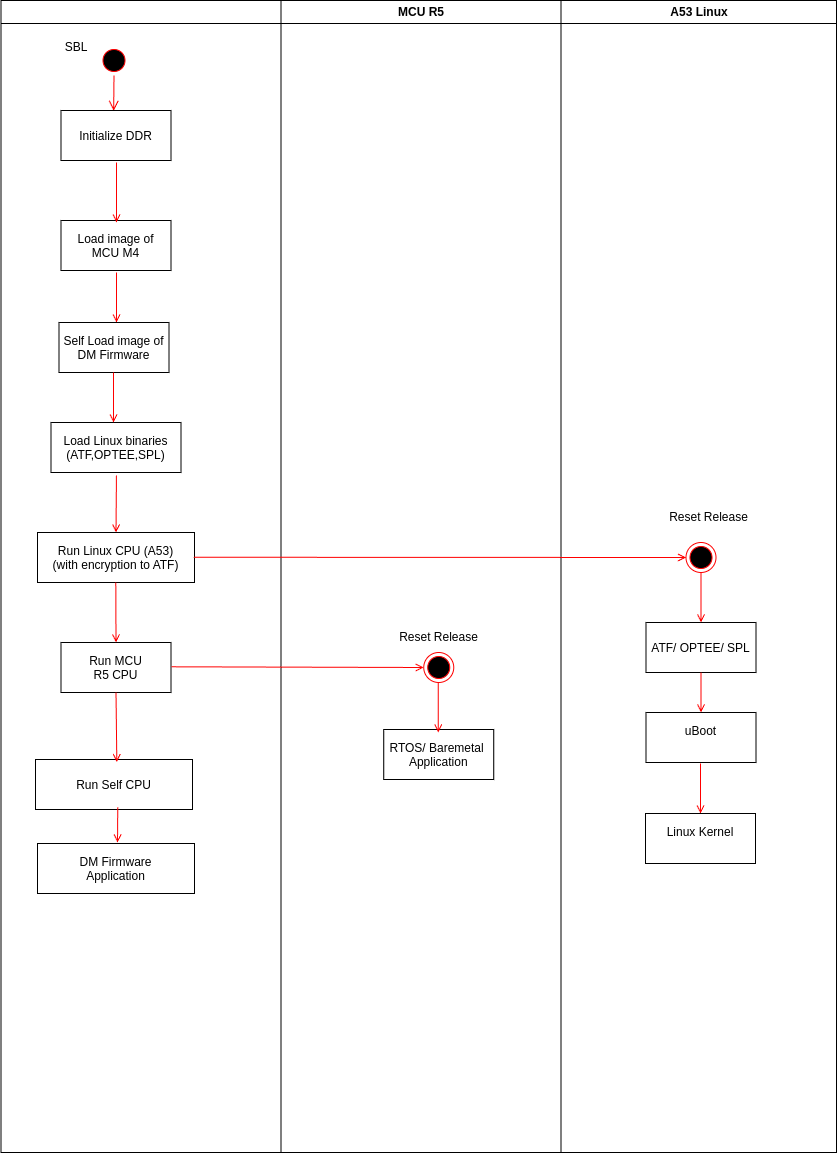 MCU R5
A53 Linux
SBL
Initialize DDR
Load image of
MCU M4
Self Load image of
DM Firmware
Load Linux binaries
(ATF,OPTEE,SPL)
Run Linux CPU (A53)
(with encryption to ATF)
Run MCU
R5 CPU
Run Self CPU
DM Firmware
Application
Reset Release
RTOS/ Baremetal
Application
Reset Release
ATF/ OPTEE/ SPL
uBoot
Linux Kernel